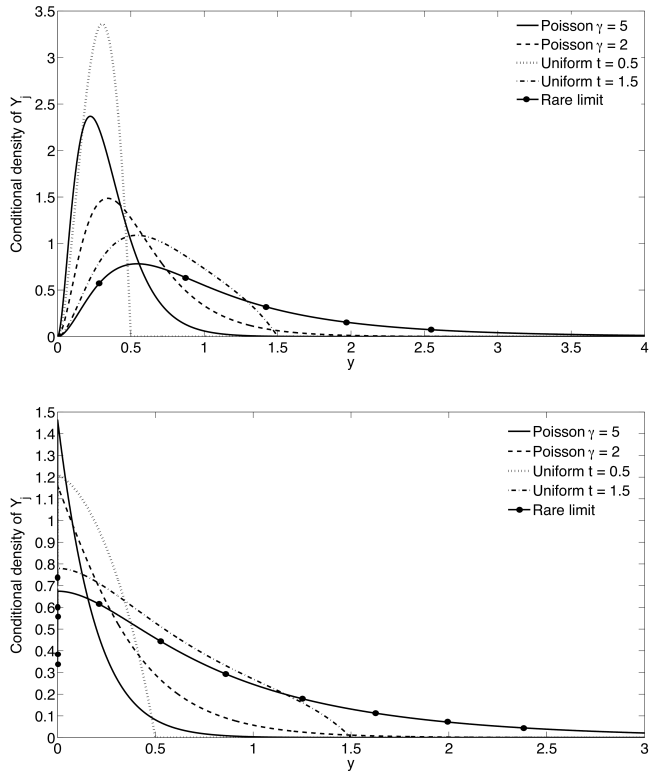 3.5
3
2.5
2
1.5
1
0.5
0
Conditional density of Y_j
Poisson γ = 5
Poisson γ = 2
Uniform t = 0.5
Uniform t = 1.5
Rare limit
0 0.5 1 1.5 2 2.5 3 3.5 4
y
1.5
1.4
1.3
1.2
1.1
1
0.9
0.8
0.7
0.6
0.5
0.4
0.3
0.2
0.1
0
Conditional density of Y_j
Poisson γ = 5
Poisson γ = 2
Uniform t = 0.5
Uniform t = 1.5
Rare limit
0 0.5 1 1.5 2 2.5 3
y